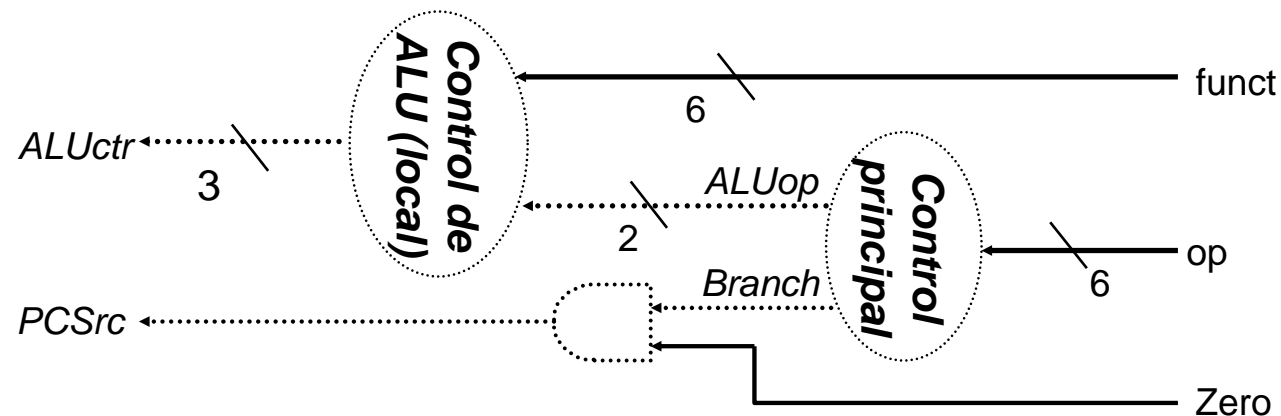 Control de
ALU (local)
funct
6
ALUctr
3
ALUop
2
Control
principal
op
6
Branch
PCSrc
Zero